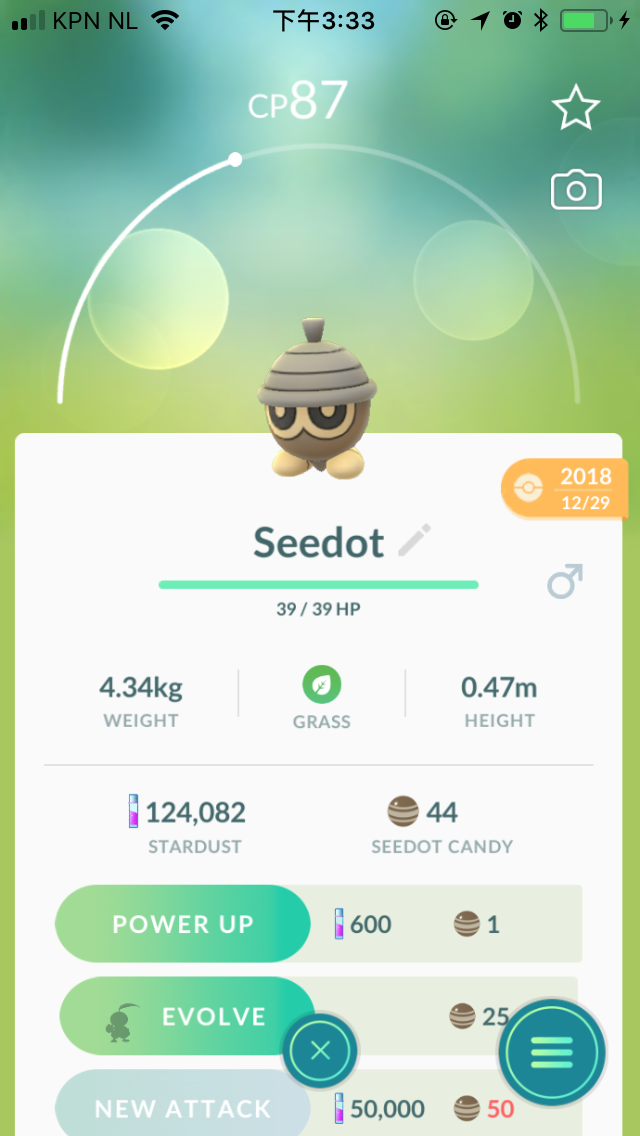 KPN NL 下午3:33
CP87
2018
12/29
Seedot
39 / 39 HP
4.34kg
WEIGHT
GRASS
0.47m
HEIGHT
124,082
STARDUST
44
SEEDOT CANDY
POWER UP 600 1
EVOLVE 25
NEW ATTACK 50,000 50